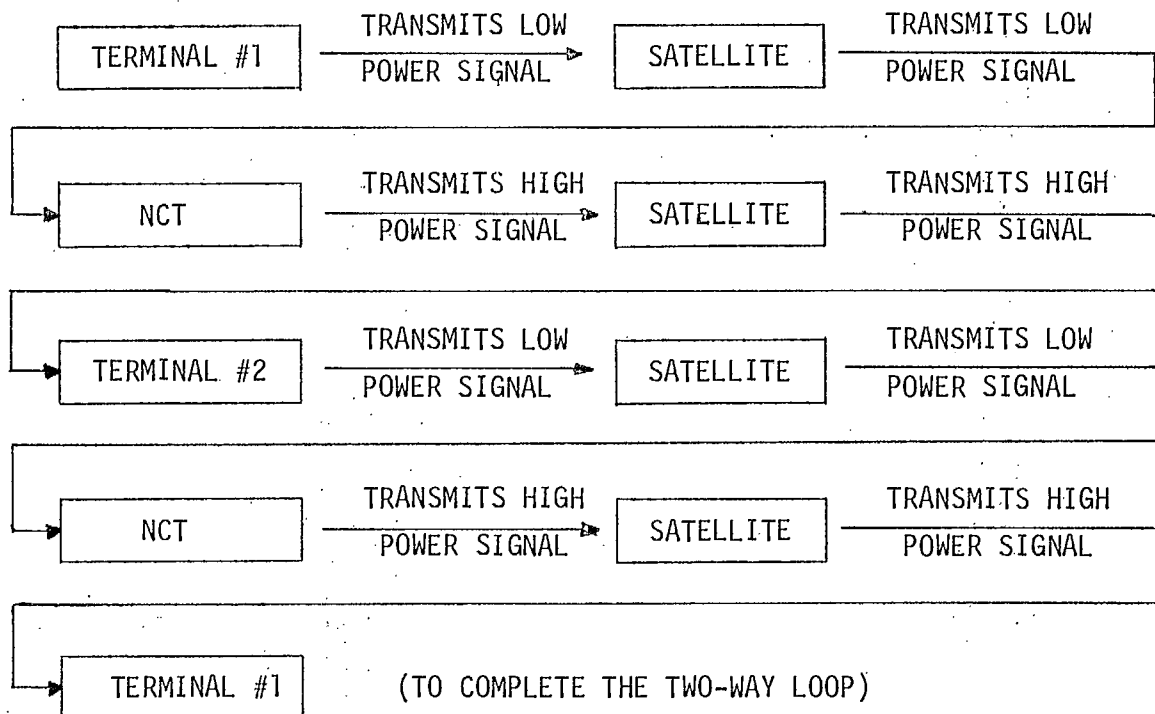 TRANSMITS LOW
TRANSMITS LOW
TERMINAL #1
SATELLITE
POWER SIGNAL
POWER SIGNAL
TRANSMITS HIGH
TRANSMITS HIGH
NCT
SATELLITE
POWER SIGNAL
POWER SIGNAL
TRANSMITS LOW
TRANSMITS LOW
TERMINAL #2
SATELLITE
POWER SIGNAL
POWER SIGNAL
TRANSMITS HIGH
TRANSMITS HIGH
NCT
SATELLITE
POWER SIGNAL
POWER SIGNAL
TERMINAL #1
(TO COMPLETE THE TWO-WAY LOOP)